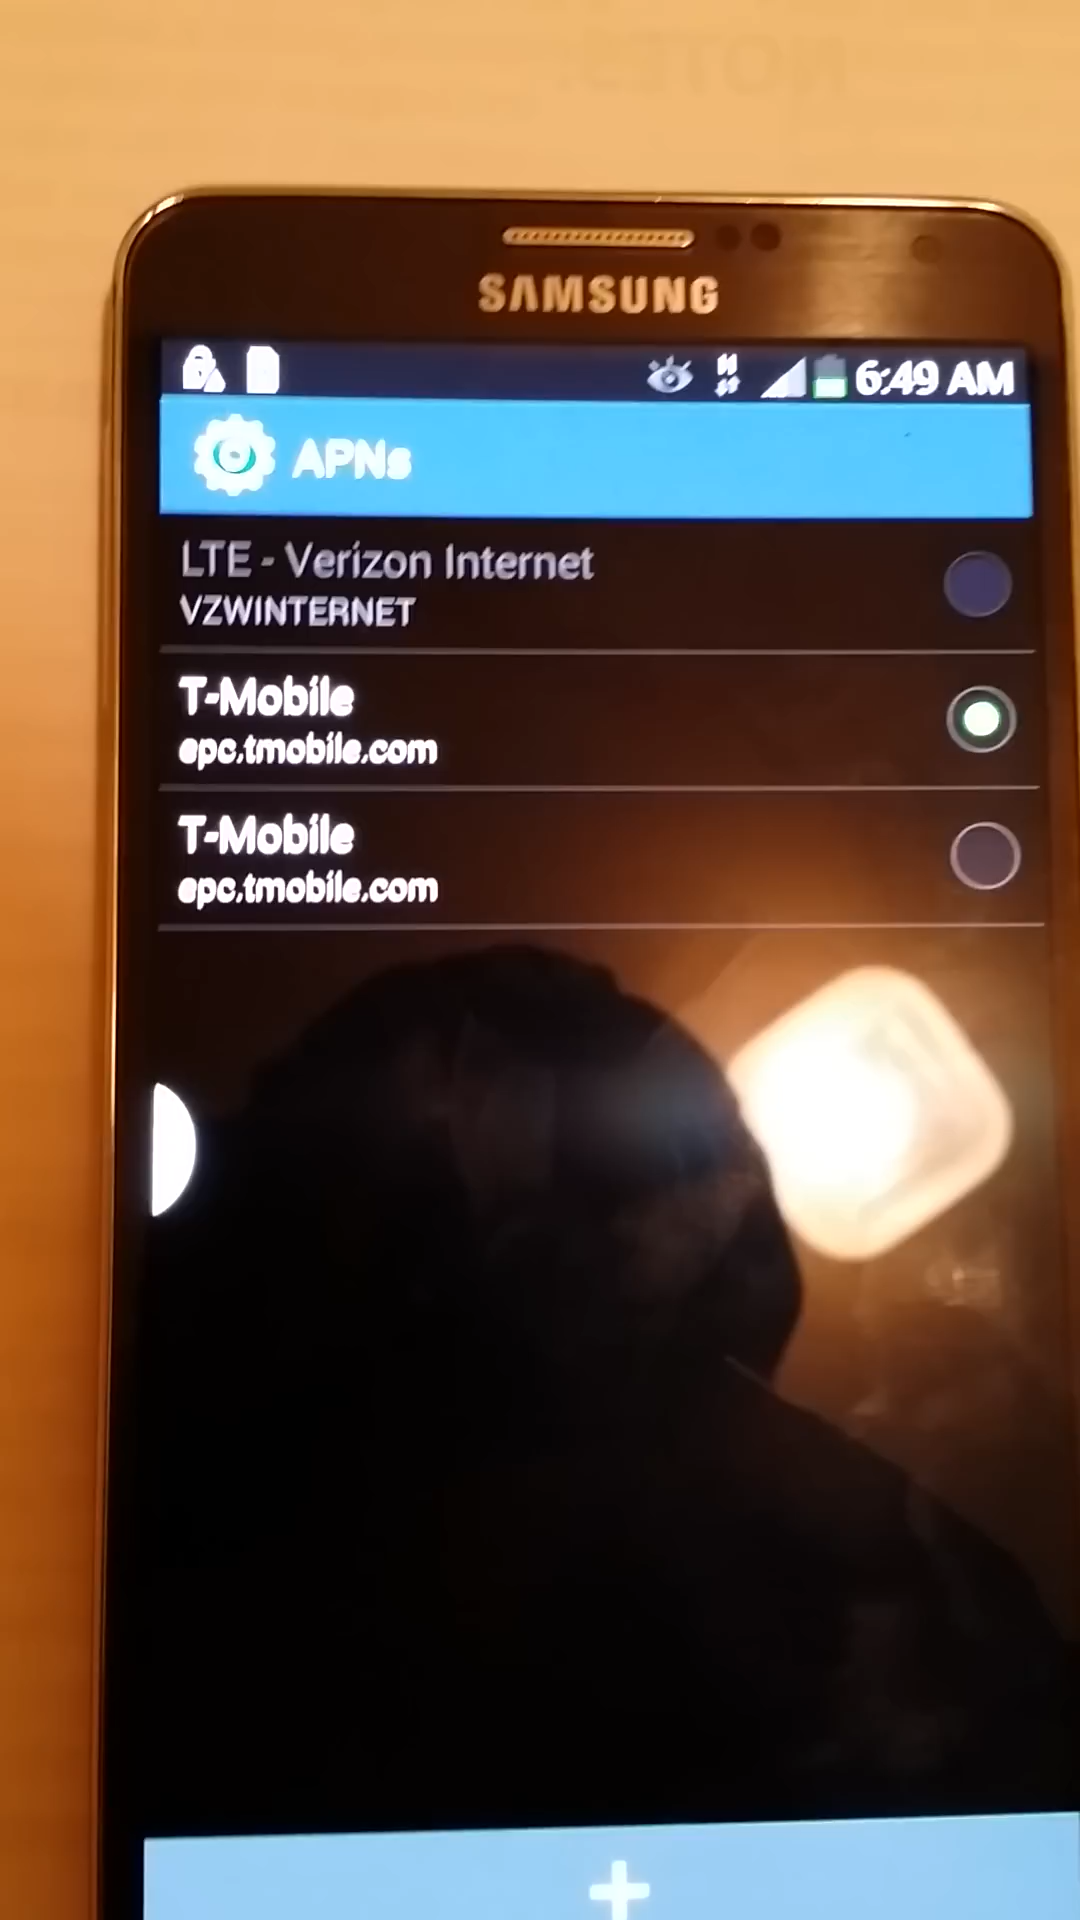 SAMSUNG
6:49 AM
APNs
LTE - Verizon Internet
VZWINTERNET
T-Mobile
epc.tmobile.com
T-Mobile
epc.tmobile.com